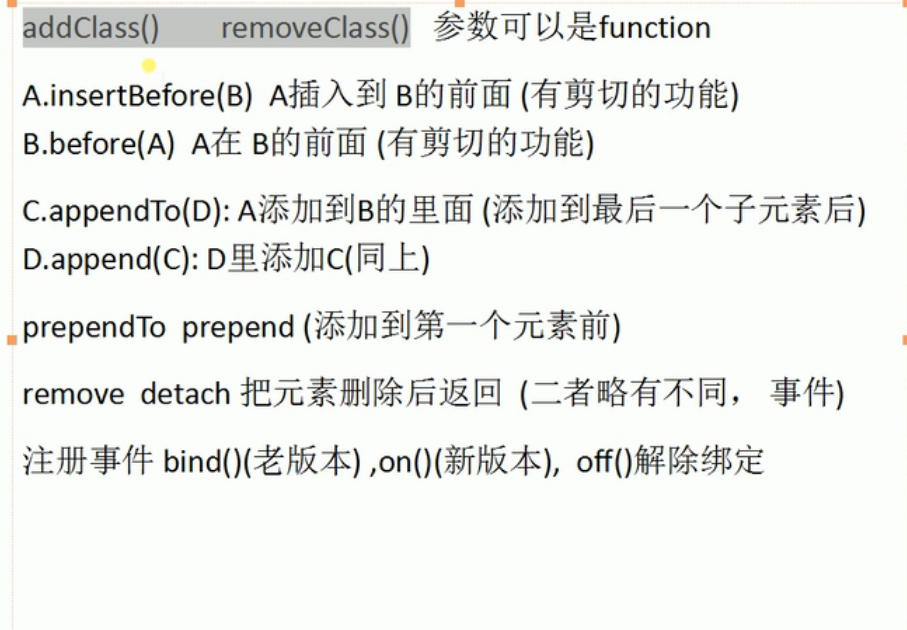 addClass() removeClass() 参数可以是function
A.insertBefore(B) A插入到 B的前面 (有剪切的功能)
B.before(A) A在 B的前面 (有剪切的功能)
C.appendTo(D): A添加到B的里面 (添加到最后一个子元素后)
D.append(C): D里添加C(同上)
prependTo prepend (添加到第一个元素前)
remove detach 把元素删除后返回 (二者略有不同， 事件)
注册事件 bind()(老版本) ,on()(新版本), off()解除绑定